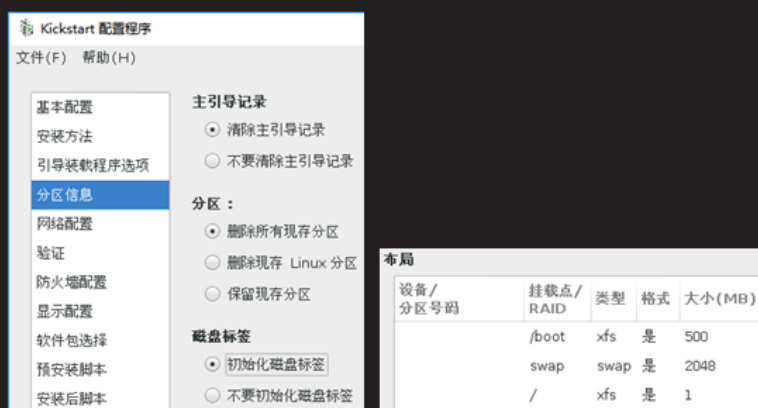 Kickstart 配置程序
文件(F) 帮助(H)
基本配置
安装方法
引导装载程序选项
分区信息
网络配置
验证
防火墙配置
显示配置
软件包选择
预安装脚本
安装后脚本
主引导记录
清除主引导记录
不要清除主引导记录
分区：
删除所有现存分区
删除现存 Linux 分区
保留现存分区
磁盘标签
初始化磁盘标签
不要初始化磁盘标签
布局
设备/
分区号码
挂载点/
RAID
类型
格式
大小(MB)
/boot xfs 是 500
swap swap 是 2048
/ xfs 是 1